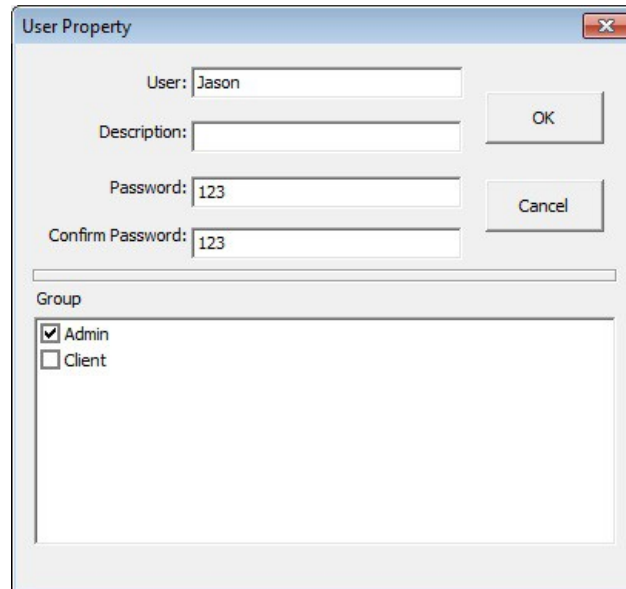 User Property
User: Jason
OK
Description:
Password: 123
Cancel
Confirm Password: 123
Group
Admin
Client